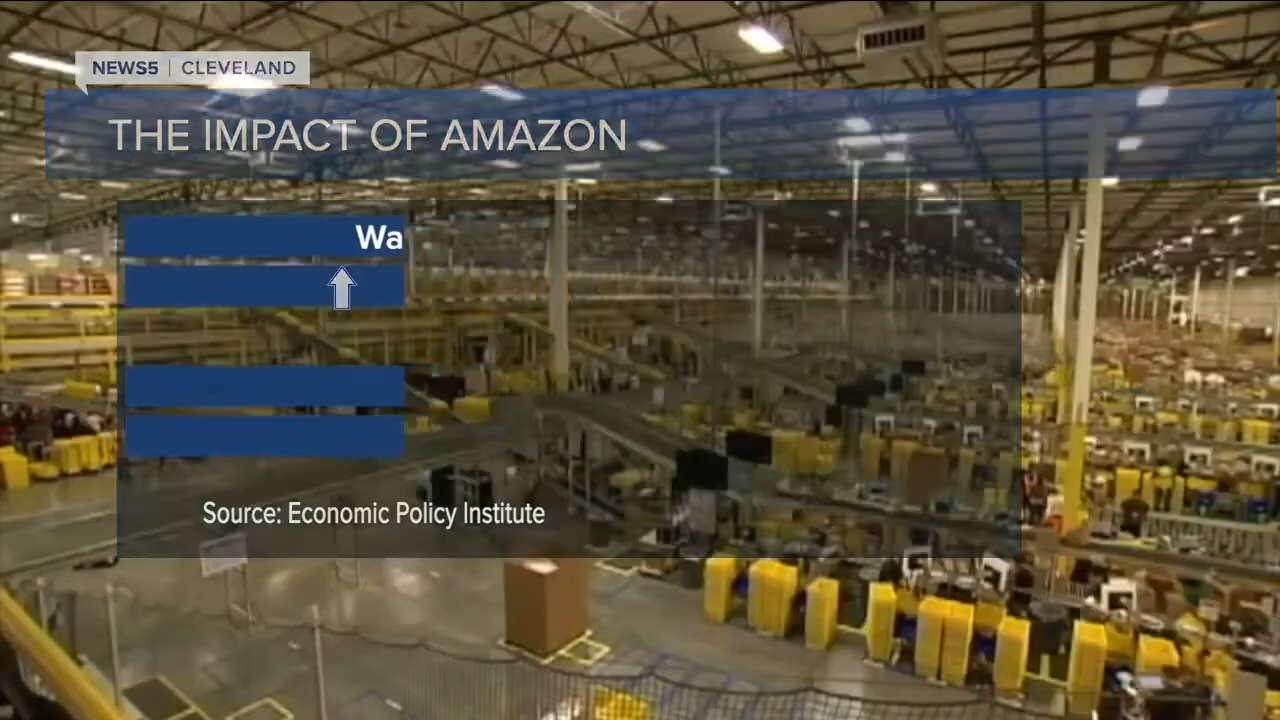 NEWS5 | CLEVELAND
THE IMPACT OF AMAZON
Wa
Source: Economic Policy Institute